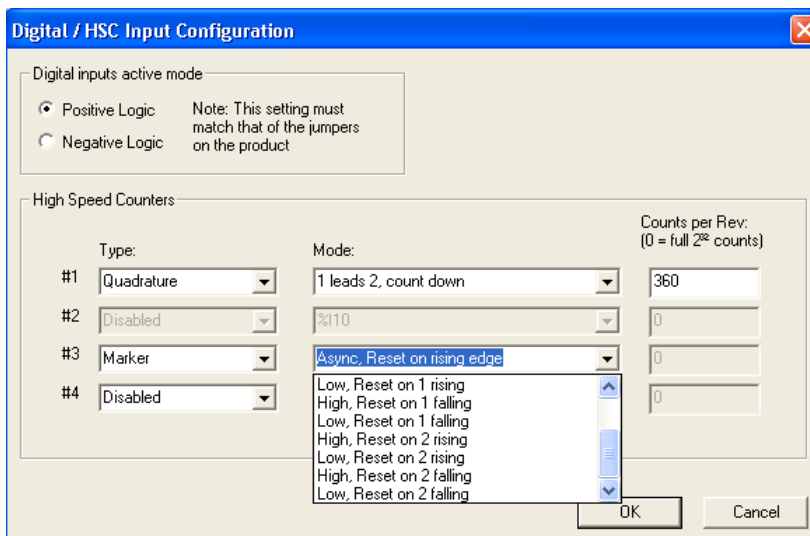 Digital / HSC Input Configuration
Digital inputs active mode
Positive Logic
Negative Logic
Note: This setting must
match that of the jumpers
on the product
High Speed Counters
Counts per Rev:
(0 = full 2³² counts)
Type:
Mode:
#1 Quadrature 1 leads 2, count down 360
#2 Disabled %I10 0
#3 Marker Async, Reset on rising edge 0
#4 Disabled 0
Low, Reset on 1 rising
High, Reset on 1 falling
Low, Reset on 1 falling
High, Reset on 2 rising
Low, Reset on 2 rising
High, Reset on 2 falling
Low, Reset on 2 falling
OK
Cancel